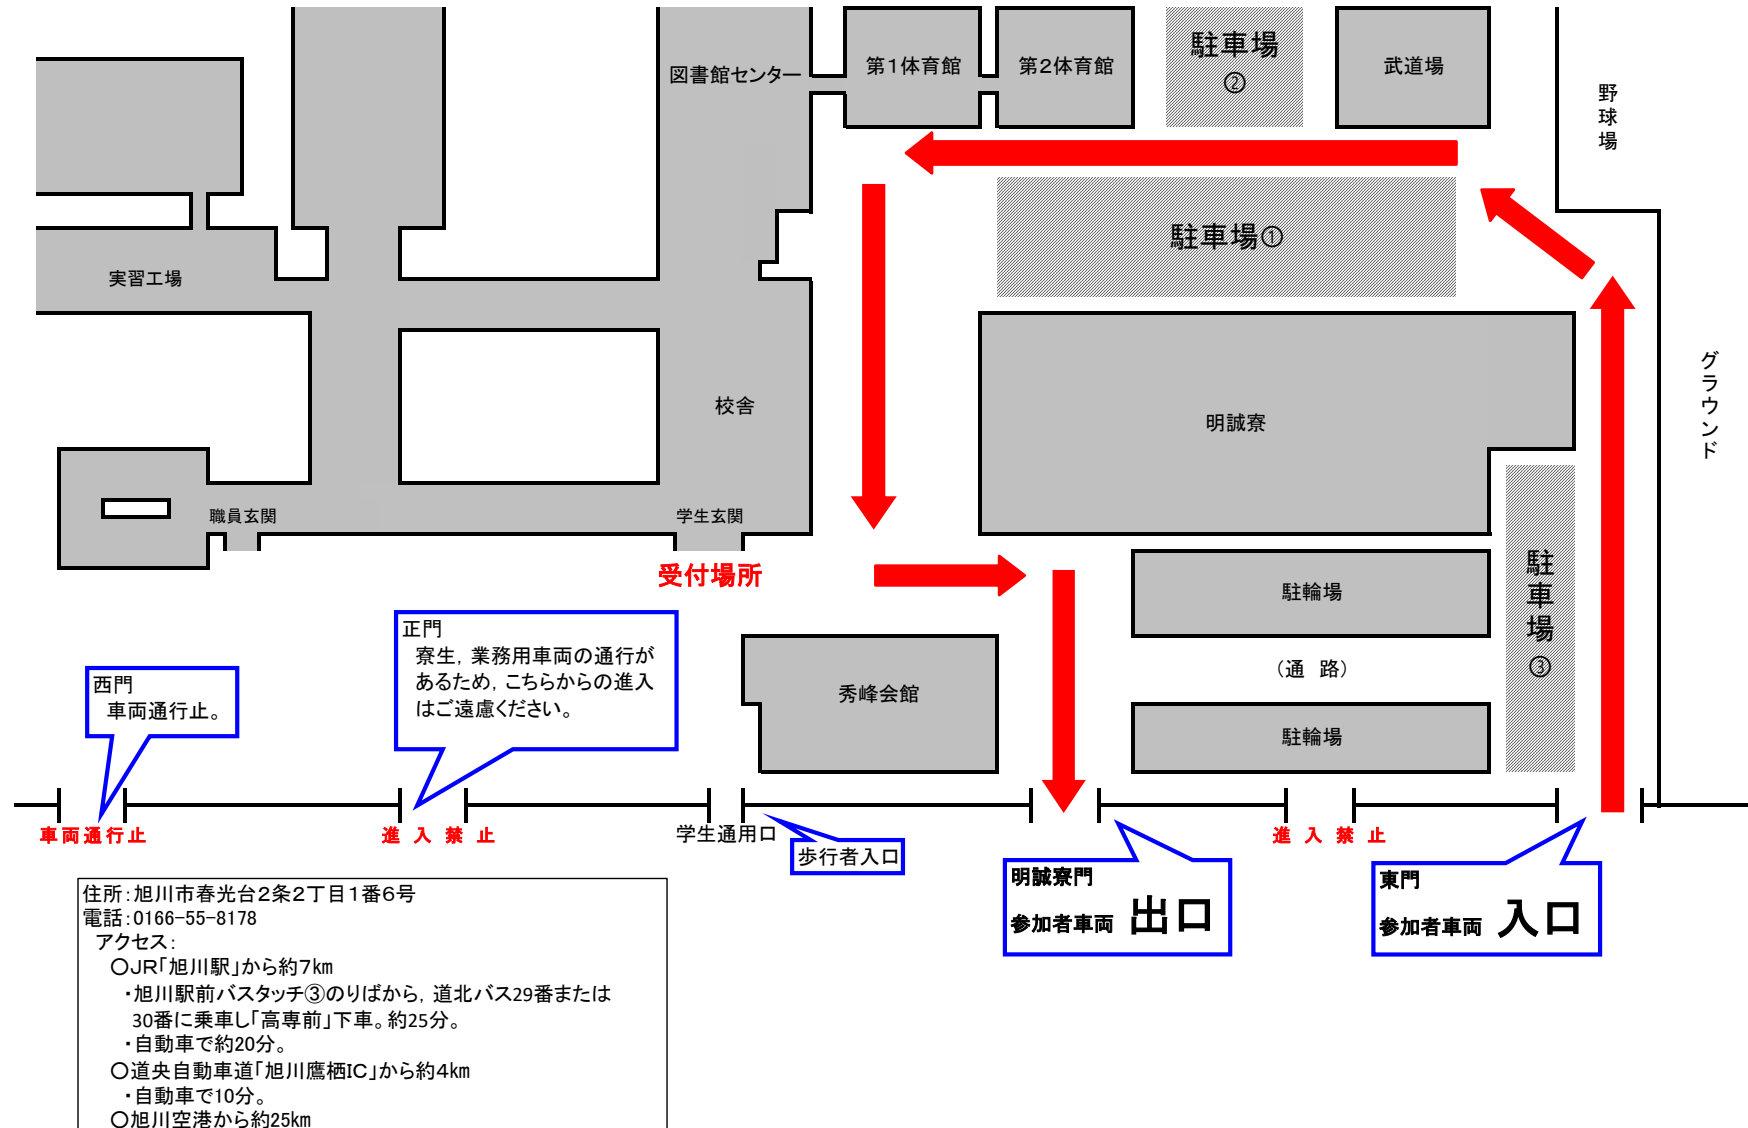 図書館センター
第1体育館
第2体育館
駐車場
②
武道場
野球場
駐車場①
実習工場
グラウンド
校舎
明誠寮
職員玄関
学生玄関
受付場所
駐車場③
駐輪場
正門
寮生，業務用車両の通行が
あるため，こちらからの進入
はご遠慮ください。
（通　路）
西門
車両通行止。
秀峰会館
駐輪場
車両通行止
進 入 禁 止
学生通用口
歩行者入口
進 入 禁 止
明誠寮門
参加者車両 出口
東門
参加者車両 入口
住所：旭川市春光台2条2丁目1番6号
電話：0166-55-8178
アクセス：
○JR「旭川駅」から約7km
・旭川駅前バスタッチ③のりばから，道北バス29番または
30番に乗車し「高専前」下車。約25分。
・自動車で約20分。
○道央自動車道「旭川鷹栖IC」から約4km
・自動車で10分。
○旭川空港から約25km